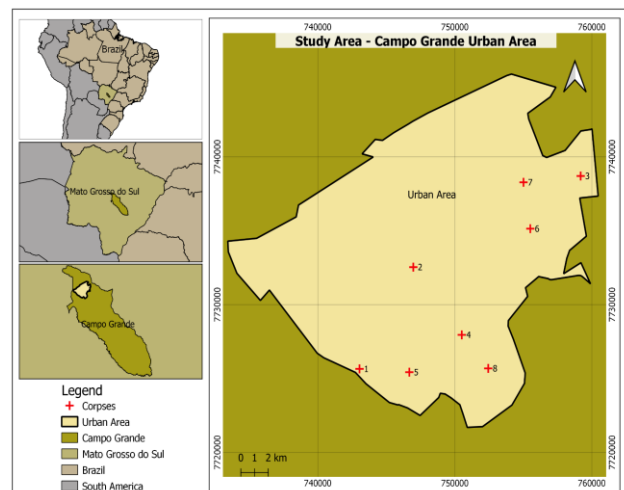 Brazil
Mato Grosso do Sul
Campo Grande
Legend
Corpses
Urban Area
Campo Grande
Mato Grosso do Sul
Brazil
South America
740000 750000 760000
Study Area - Campo Grande Urban Area
7740000 7740000
Urban Area
3
7
6
2
7730000 7730000
4
1
5
8
7720000 7720000
0 1 2 km
740000 750000 760000